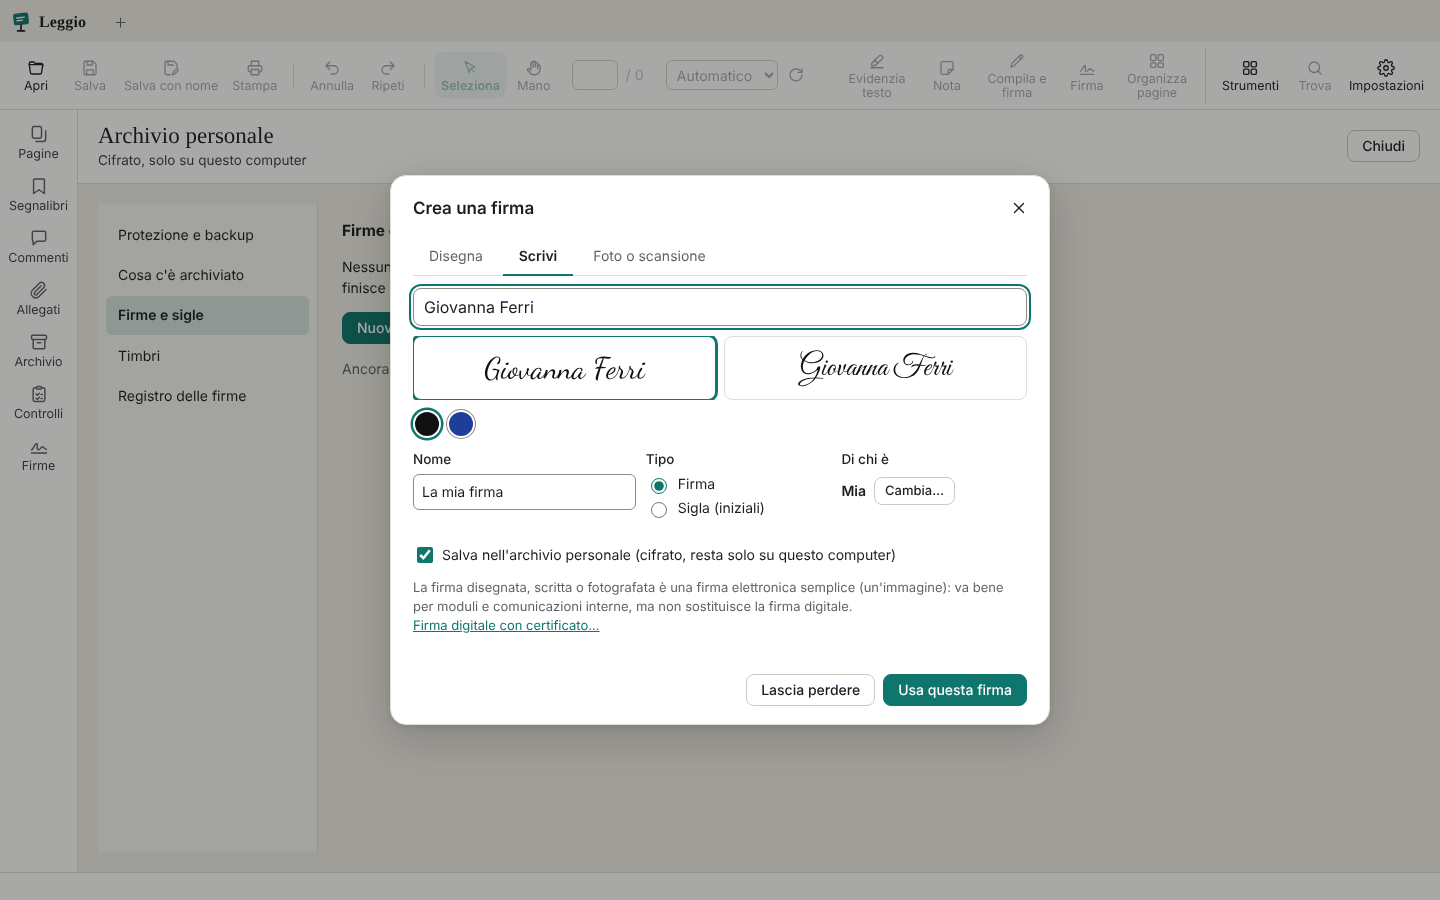 Leggio
Apri
Salva
Salva con nome
Stampa
Annulla
Ripeti
Seleziona
Mano
/ 0
Automatico
Evidenzia
testo
Nota
Compila e
firma
Firma
Organizza
pagine
Strumenti
Trova
Impostazioni
Pagine
Segnalibri
Commenti
Allegati
Archivio
Controlli
Firme
Archivio personale
Cifrato, solo su questo computer
Chiudi
Protezione e backup
Cosa c'è archiviato
Firme e sigle
Timbri
Registro delle firme
Firme
Nessun
finisce
Nuov
Ancora
Crea una firma
Disegna
Scrivi
Foto o scansione
Giovanna Ferri
Giovanna Ferri
Giovanna Ferri
Nome
La mia firma
Tipo
Firma
Sigla (iniziali)
Di chi è
Mia
Cambia...
Salva nell'archivio personale (cifrato, resta solo su questo computer)
La firma disegnata, scritta o fotografata è una firma elettronica semplice (un'immagine): va bene
per moduli e comunicazioni interne, ma non sostituisce la firma digitale.
Firma digitale con certificato...
Lascia perdere
Usa questa firma